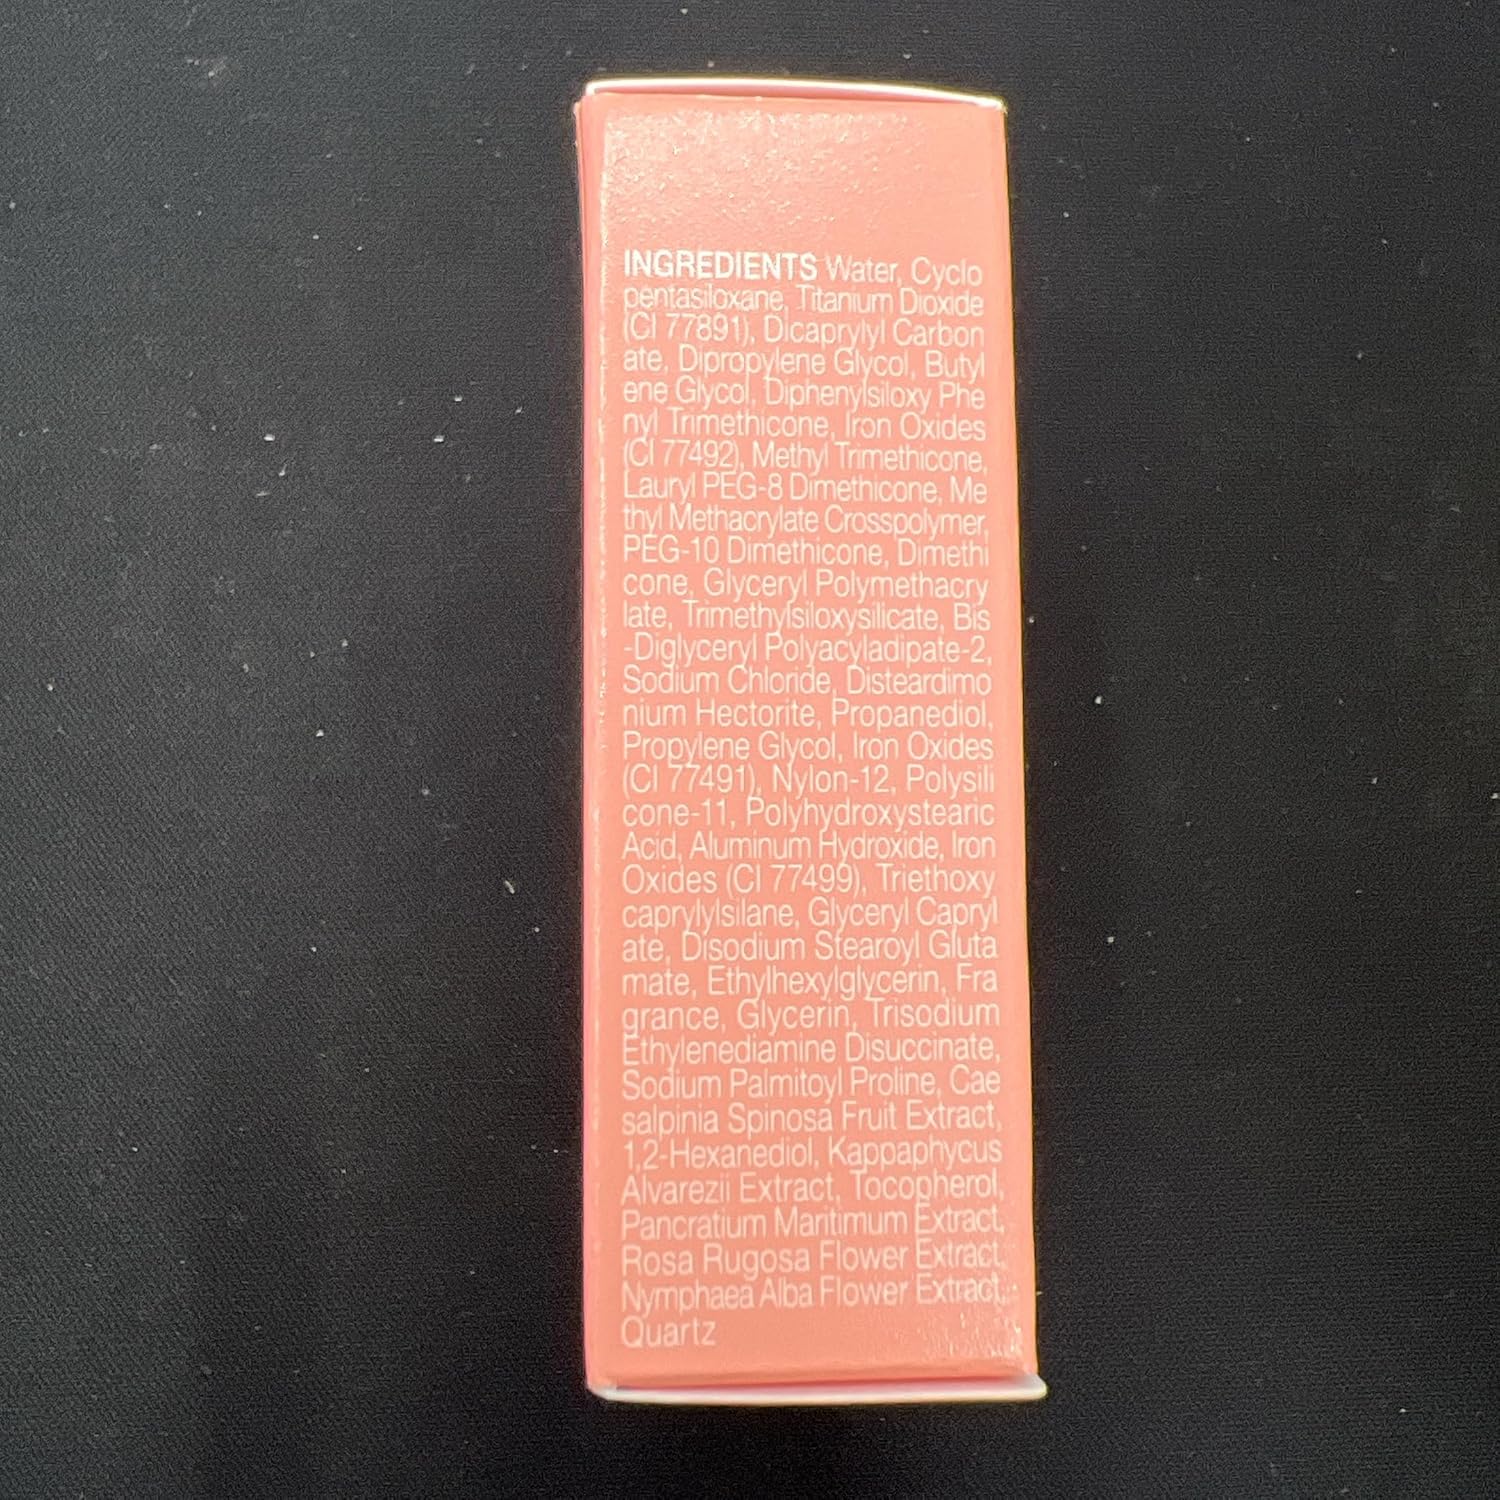 INGREDIENTS Water, Cyclo
pentasiloxane, Titanium Dioxide
(CI 77891), Dicaprylyl Carbon
ate, Dipropylene Glycol, Butyl
ene Glycol, Diphenylsiloxy Phe
nyl Trimethicone, Iron Oxides
(CI 77492), Methyl Trimethicone,
Lauryl PEG-8 Dimethicone, Me
thyl Methacrylate Crosspolymer,
PEG-10 Dimethicone, Dimethi
cone, Glyceryl Polymethacry
late, Trimethylsiloxysilicate, Bis
-Diglyceryl Polyacyladipate-2,
Sodium Chloride, Disteardimo
nium Hectorite, Propanediol,
Propylene Glycol, Iron Oxides
(CI 77491), Nylon-12, Polysili
cone-11, Polyhydroxystearic
Acid, Aluminum Hydroxide, Iron
Oxides (CI 77499), Triethoxy
caprylylsilane, Glyceryl Capryl
ate, Disodium Stearoyl Gluta
mate, Ethylhexylglycerin, Fra
grance, Glycerin, Trisodium
Ethylenediamine Disuccinate,
Sodium Palmitoyl Proline, Cae
salpinia Spinosa Fruit Extract,
1,2-Hexanediol, Kappaphycus
Alvarezii Extract, Tocopherol,
Pancratium Maritimum Extract,
Rosa Rugosa Flower Extract,
Nymphaea Alba Flower Extract,
Quartz